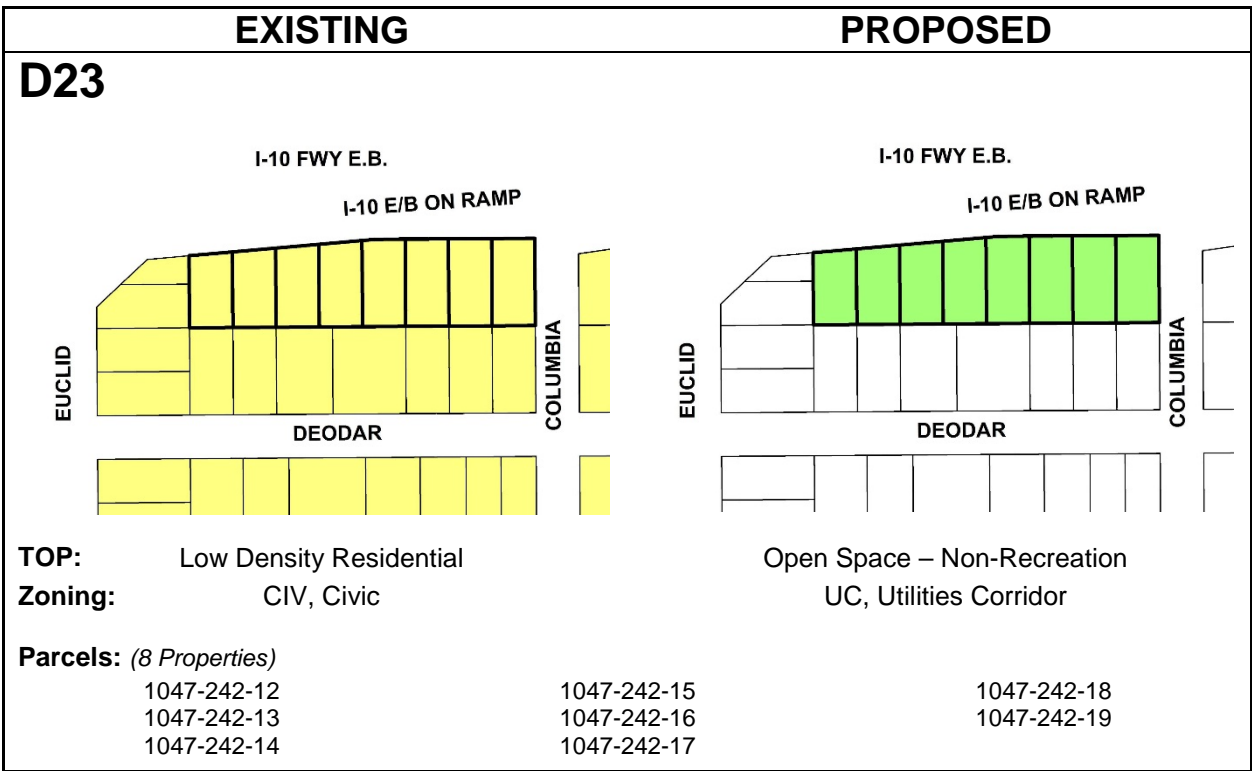 EXISTING PROPOSED
D23
I-10 FWY E.B.
I-10 E/B ON RAMP
EUCLID
COLUMBIA
DEODAR
I-10 FWY E.B.
I-10 E/B ON RAMP
EUCLID
COLUMBIA
DEODAR
TOP: Low Density Residential Open Space – Non-Recreation
Zoning: CIV, Civic UC, Utilities Corridor
Parcels: (8 Properties)
1047-242-12 1047-242-15 1047-242-18
1047-242-13 1047-242-16 1047-242-19
1047-242-14 1047-242-17